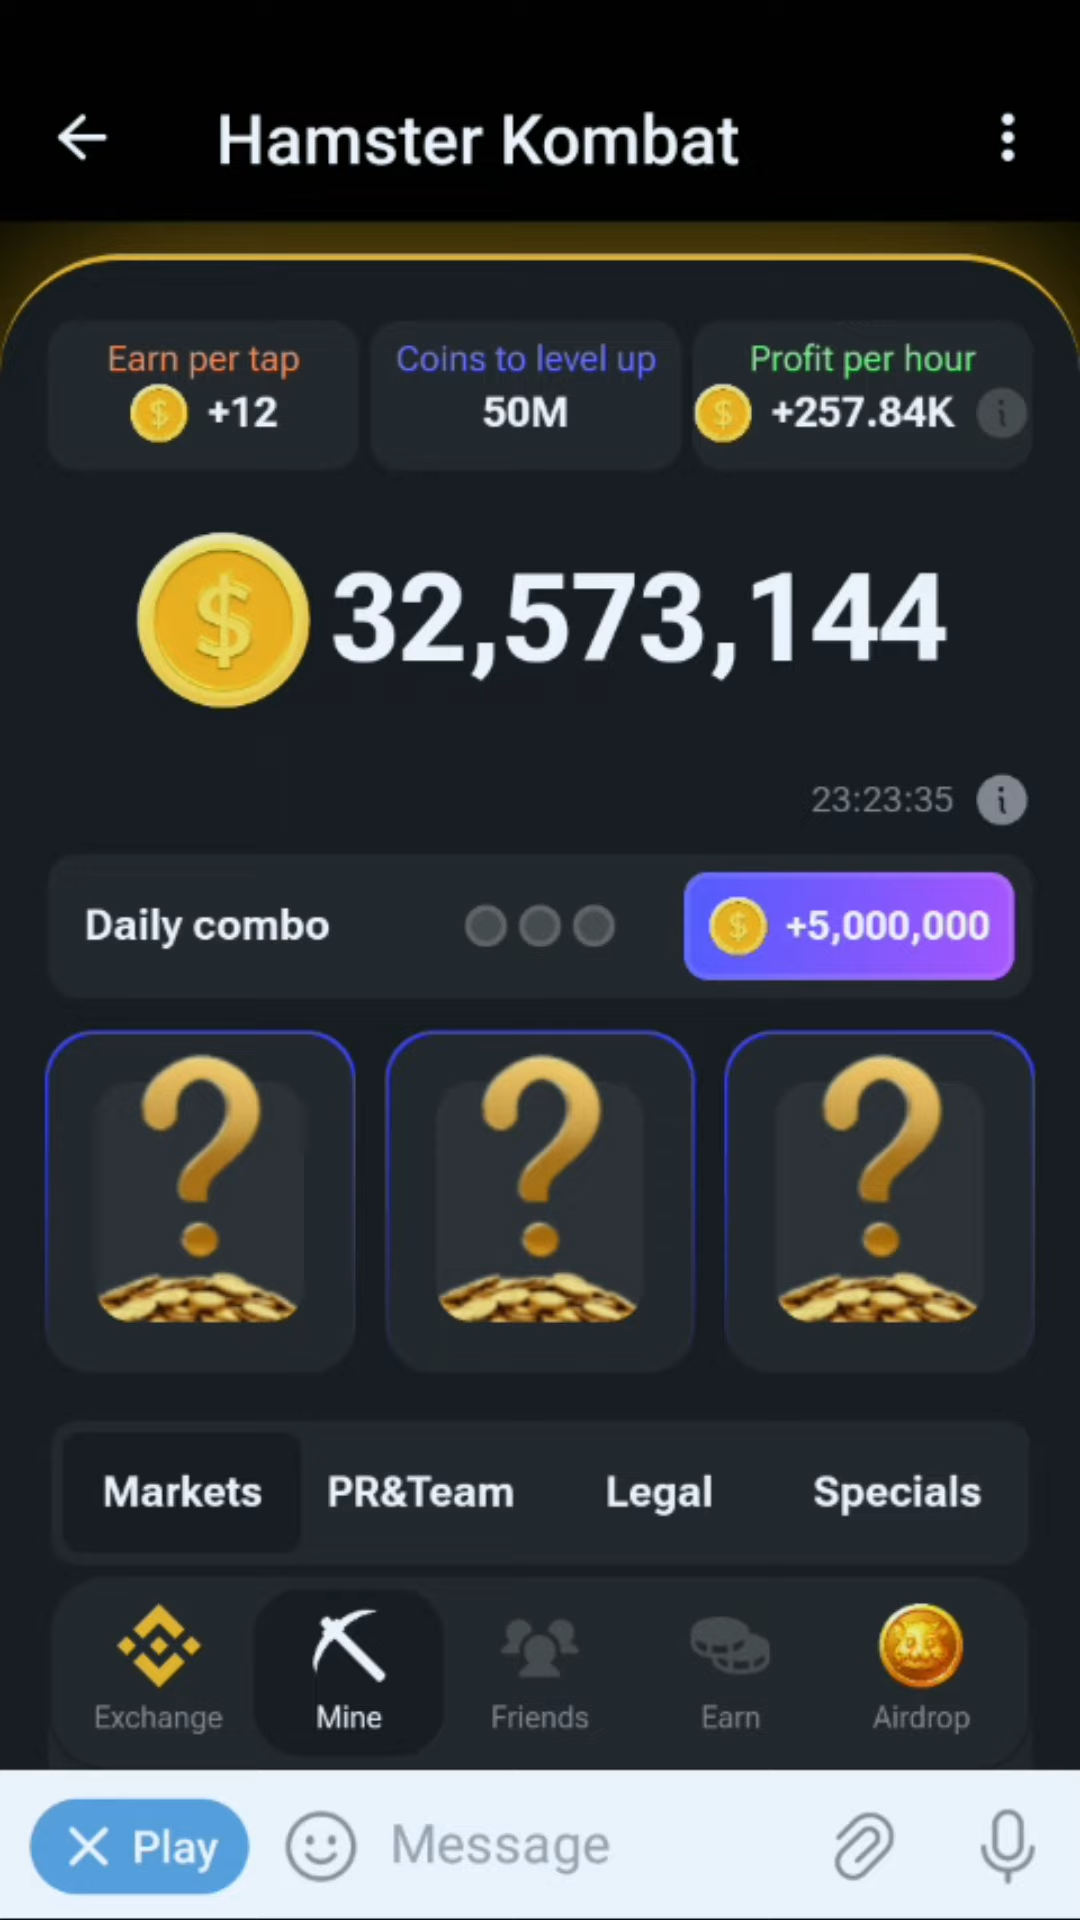 Hamster Kombat
Earn per tap
+12
Coins to level up
50M
Profit per hour
+257.84K
32,573,144
23:23:35
Daily combo
+5,000,000
Markets
PR&Team
Legal
Specials
Exchange
Mine
Friends
Earn
Airdrop
Play
Message